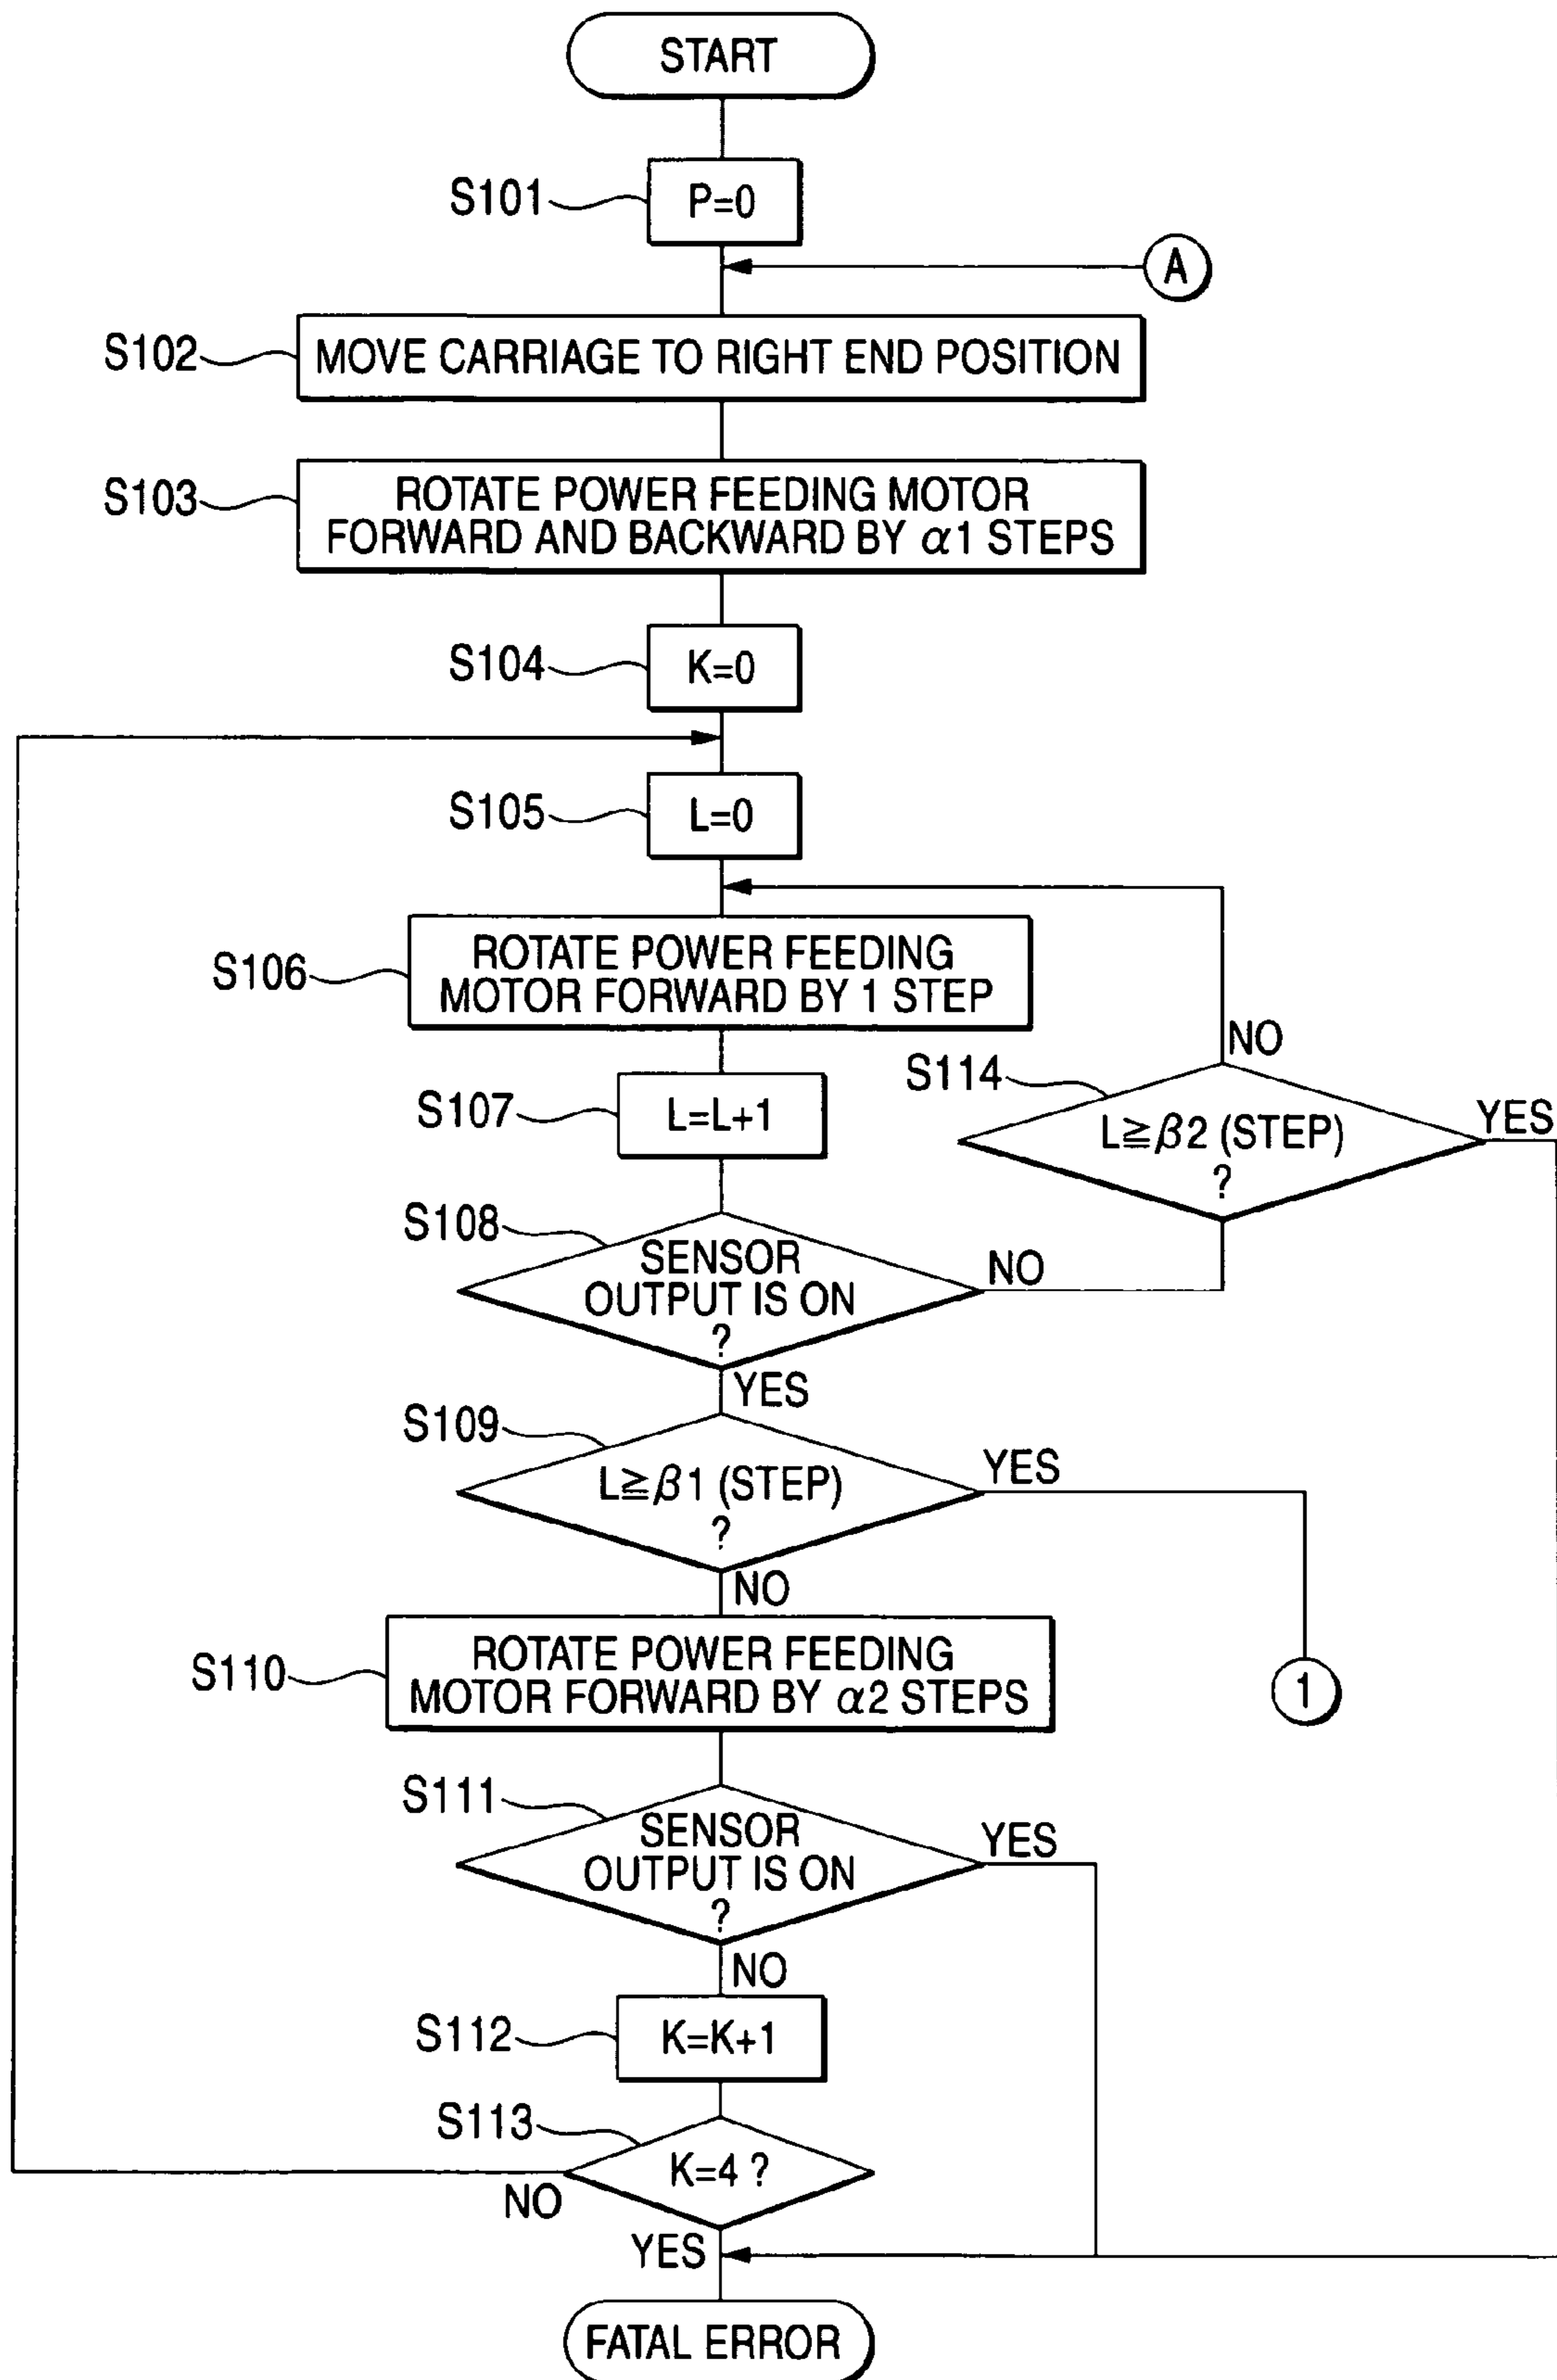 START
S101
P=0
A
S102
MOVE CARRIAGE TO RIGHT END POSITION
S103
ROTATE POWER FEEDING MOTOR
FORWARD AND BACKWARD BY α1 STEPS
S104
K=0
S105
L=0
S106
ROTATE POWER FEEDING
MOTOR FORWARD BY 1 STEP
NO
S114
L≧β2 (STEP)
?
YES
S107
L=L+1
S108
SENSOR
OUTPUT IS ON
?
NO
YES
S109
L≧β1 (STEP)
?
YES
NO
S110
ROTATE POWER FEEDING
MOTOR FORWARD BY α2 STEPS
1
S111
SENSOR
OUTPUT IS ON
?
YES
NO
S112
K=K+1
S113
K=4 ?
NO
YES
FATAL ERROR